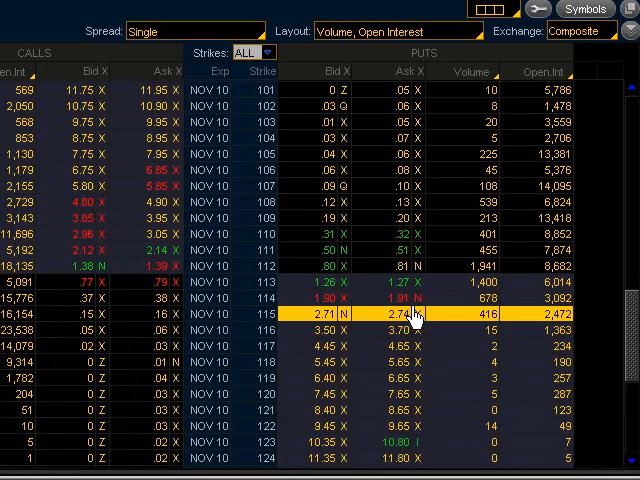 Symbols
Spread: Single Layout: Volume, Open Interest Exchange: Composite
CALLS Strikes: ALL PUTS
en.Int Bid X Ask X Exp Strike Bid X Ask X Volume Open.Int
569 11.75 X 11.95 X NOV 10 101 0 Z .05 X 10 5,786
2,050 10.75 X 10.90 X NOV 10 102 .03 Q .06 X 8 1,478
568 9.75 X 9.95 X NOV 10 103 .01 X .05 X 20 3,559
853 8.75 X 8.95 X NOV 10 104 .03 X .07 X 5 2,706
1,130 7.75 X 7.95 X NOV 10 105 .04 X .06 X 225 13,381
1,179 6.75 X 6.85 X NOV 10 106 .06 X .08 X 45 5,376
2,155 5.80 X 5.85 X NOV 10 107 .09 Q .10 X 108 14,095
2,729 4.80 X 4.90 X NOV 10 108 .12 X .13 X 539 6,824
3,143 3.85 X 3.95 X NOV 10 109 .19 X .20 X 213 13,418
11,696 2.96 X 3.05 X NOV 10 110 .31 X .32 X 401 8,852
5,192 2.12 X 2.14 X NOV 10 111 .50 N .51 X 455 7,874
18,135 1.38 N 1.39 X NOV 10 112 .80 X .81 N 1,941 8,682
5,091 .77 X .79 X NOV 10 113 1.26 X 1.27 X 1,400 6,014
15,776 .37 X .38 X NOV 10 114 1.90 X 1.91 N 678 3,092
16,154 .15 X .16 X NOV 10 115 2.71 N 2.74 X 416 2,472
23,538 .05 X .06 X NOV 10 116 3.50 X 3.70 X 15 1,363
14,079 .02 X .03 X NOV 10 117 4.45 X 4.65 X 2 234
9,314 0 Z .01 N NOV 10 118 5.45 X 5.65 X 4 190
1,782 0 Z .04 X NOV 10 119 6.40 X 6.65 X 3 257
204 0 Z .03 X NOV 10 120 7.45 X 7.65 X 5 287
51 0 Z .03 X NOV 10 121 8.40 X 8.65 X 0 123
10 0 Z .03 X NOV 10 122 9.45 X 9.65 X 14 49
5 0 Z .02 X NOV 10 123 10.35 X 10.80 I 0 7
1 0 Z .02 X NOV 10 124 11.35 X 11.80 X 0 5